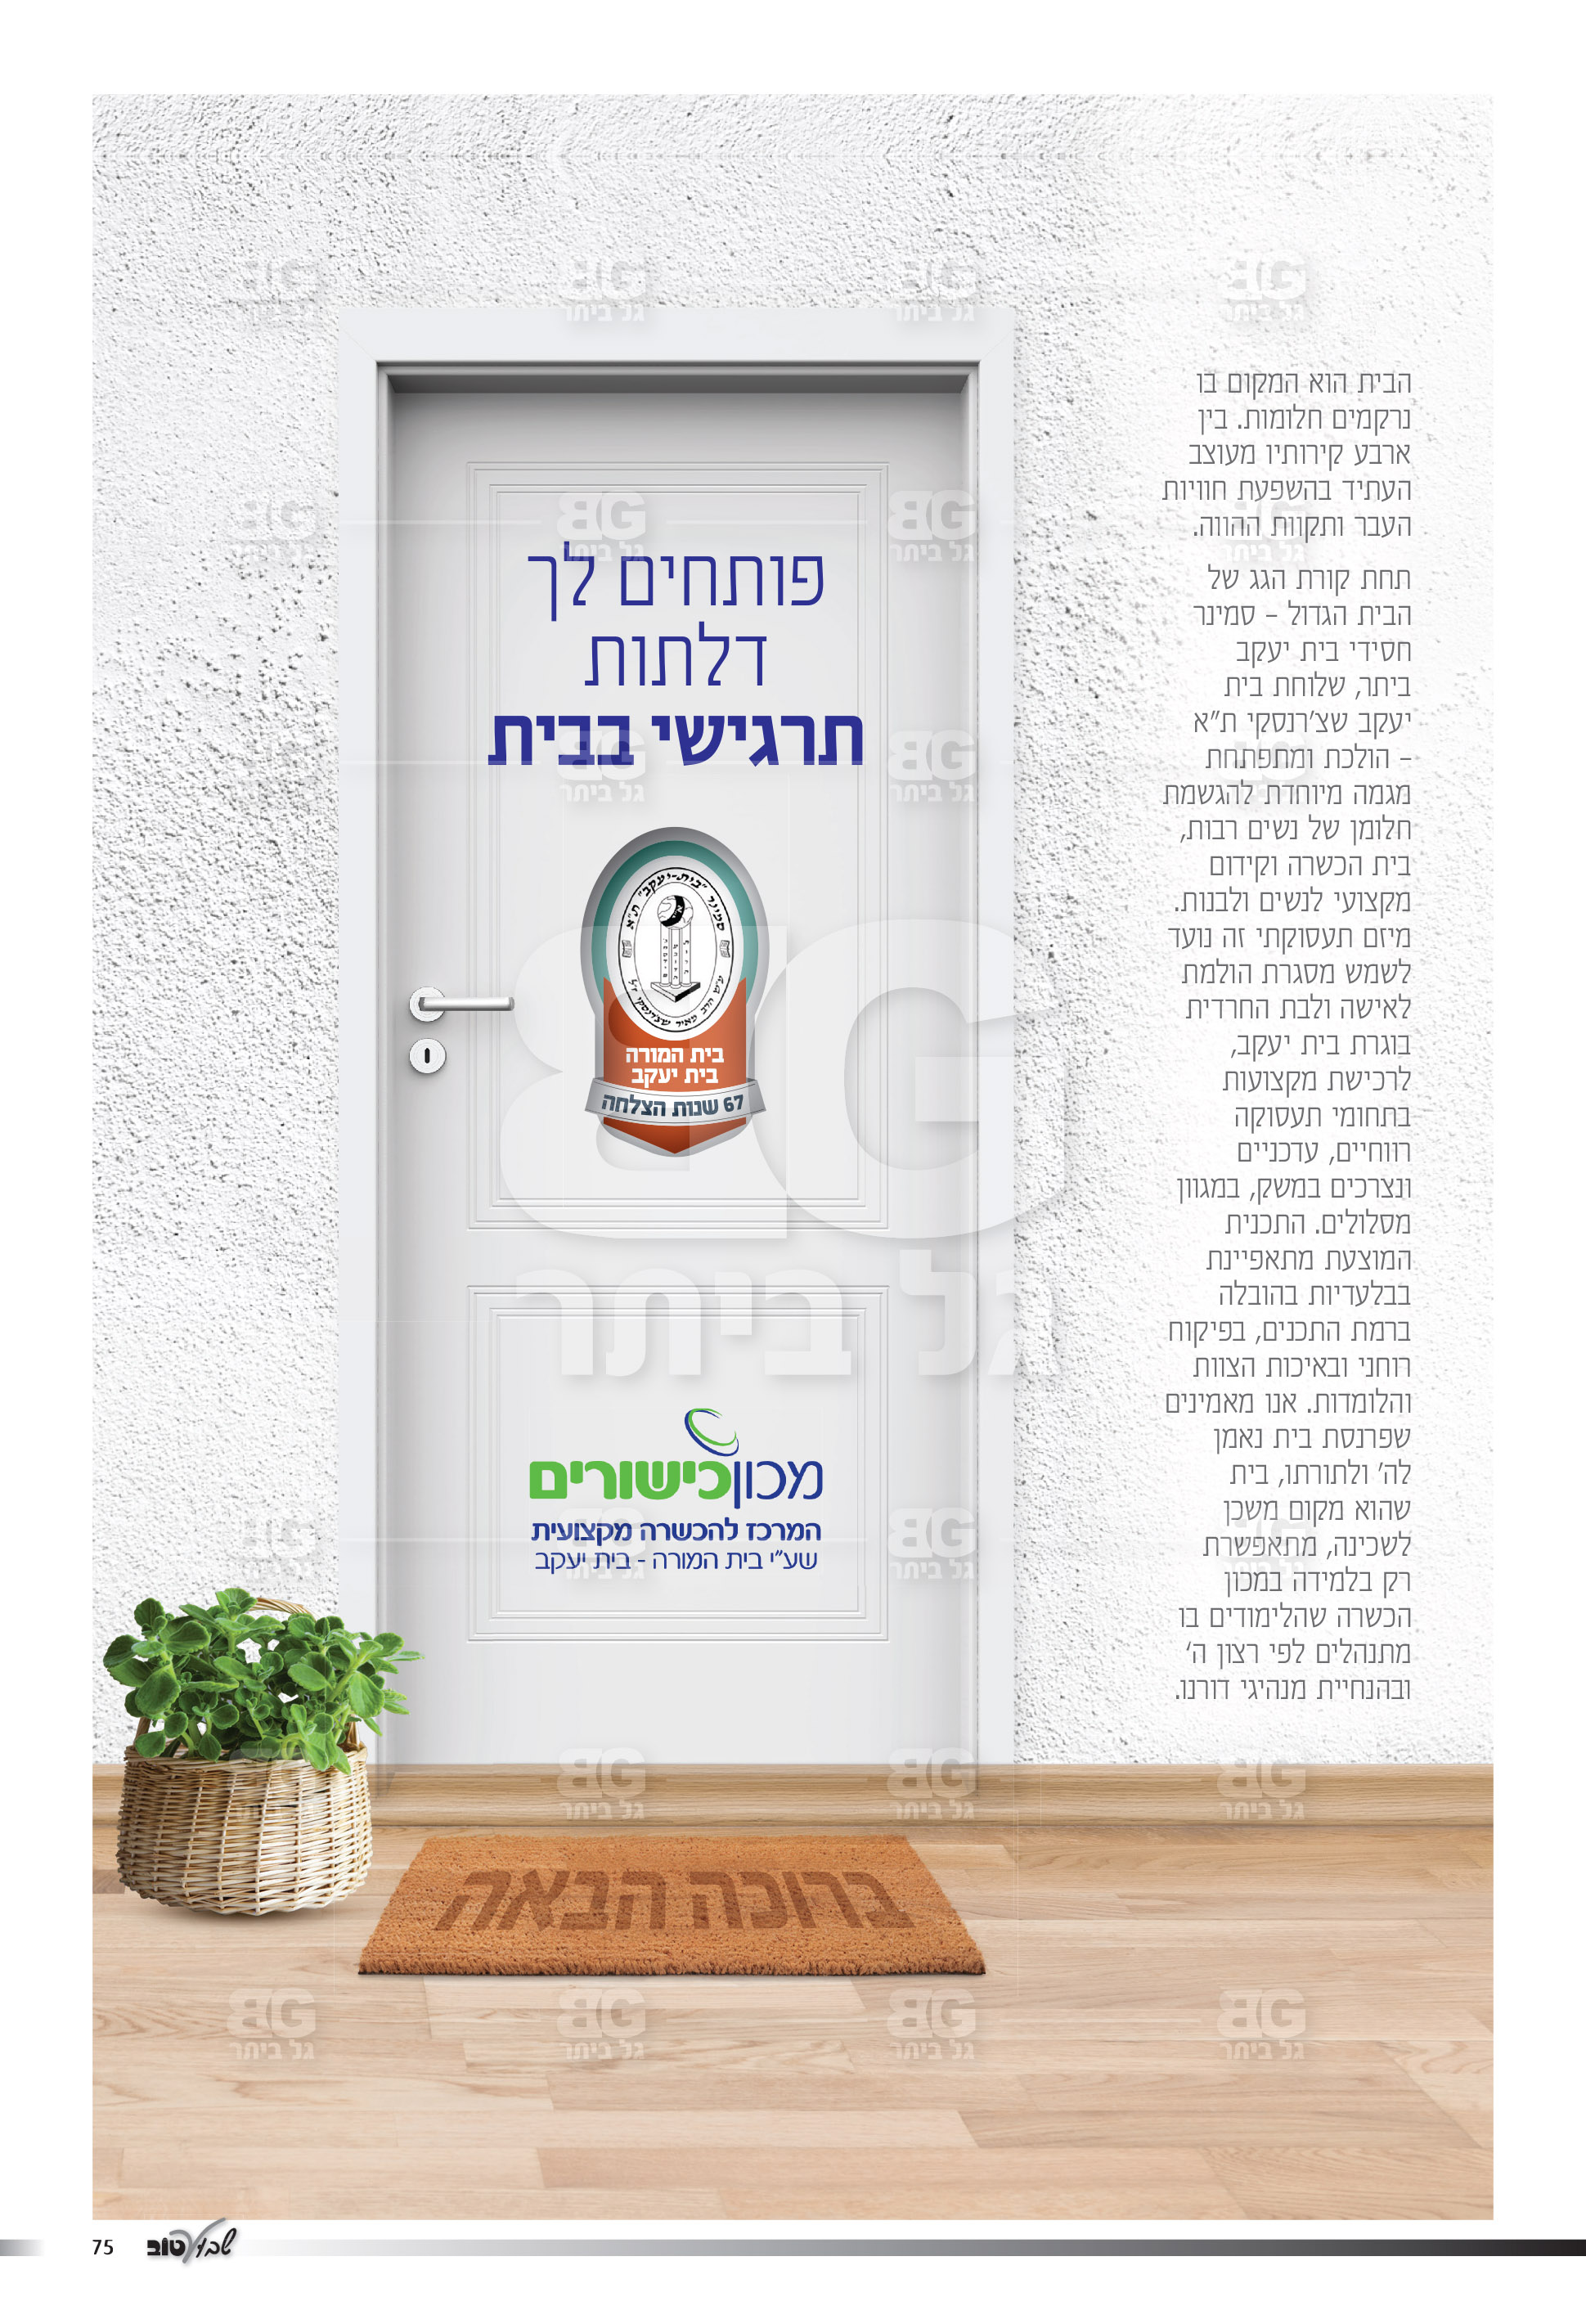 הבית הוא המקום בו
נרקמים חלומות. בין
ארבע קירותיו מעוצב
העתיד בהשפעת חוויות
העבר ותקוות ההווה.
תחת קורת הגג של
הבית הגדול – סמינר
חסידי בית יעקב
ביתר, שלוחת בית
יעקב שצ'רנסקי ת"א
– הולכת ומתפתחת
מגמה מיוחדת להגשמת
חלומן של נשים רבות,
בית הכשרה וקידום
מקצועי לנשים ולבנות.
מיזם תעסוקתי זה נועד
לשמש מסגרת הולמת
לאישה ולבת החרדית
בוגרת בית יעקב,
לרכישת מקצועות
בתחומי תעסוקה
רווחיים, עדכניים
ונצרכים במשק, במגוון
מסלולים. התכנית
המוצעת מתאפיינת
בבלעדיות בהובלה
ברמת התכנים, בפיקוח
רוחני ובאיכות הצוות
והלומדות. אנו מאמינים
שפרנסת בית נאמן
לה' ולתורתו, בית
שהוא מקום משכן
לשכינה, מתאפשרת
רק בלמידה במכון
הכשרה שהלימודים בו
מתנהלים לפי רצון ה'
ובהנחיית מנהיגי דורנו.
פותחים לך
דלתות
תרגישי בבית
סמינר "בית-יעקב" ת"א
ע"ש הרב מאיר שצרנסקי ז"ל
בית המורה
בית יעקב
67 שנות הצלחה
BG
גל ביתר
מכון כישורים
המרכז להכשרה מקצועית
שע"י בית המורה - בית יעקב
ברוכה הבאה
75 שבוע טוב